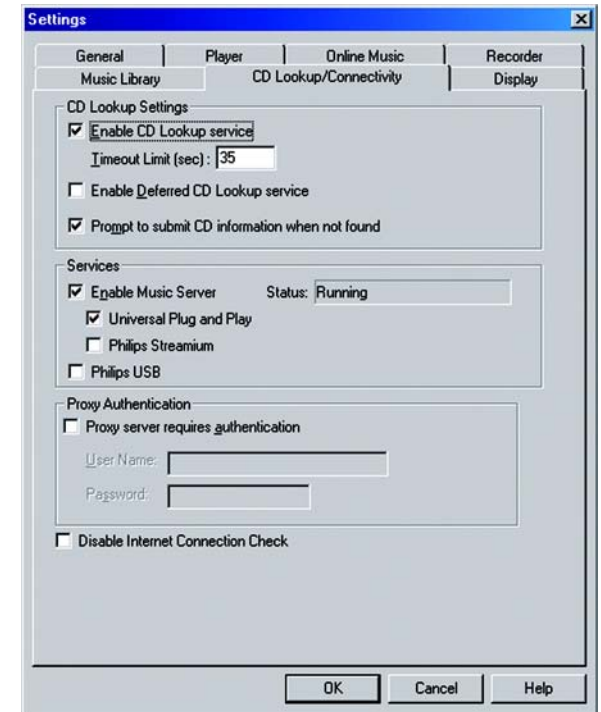 Settings
General Player Online Music Recorder
Music Library CD Lookup/Connectivity Display
CD Lookup Settings
Enable CD Lookup service
Timeout Limit (sec) : 35
Enable Deferred CD Lookup service
Prompt to submit CD information when not found
Services
Enable Music Server Status: Running
Universal Plug and Play
Philips Streamium
Philips USB
Proxy Authentication
Proxy server requires authentication
User Name:
Password:
Disable Internet Connection Check
OK Cancel Help